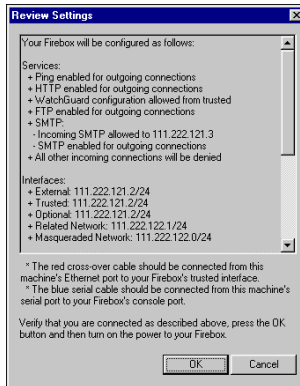 Review Settings
Your Firebox will be configured as follows:
Services:
+ Ping enabled for outgoing connections
+ HTTP enabled for outgoing connections
+ WatchGuard configuration allowed from trusted
+ FTP enabled for outgoing connections
+ SMTP:
- Incoming SMTP allowed to 111.222.121.3
- SMTP enabled for outgoing connections
+ All other incoming connections will be denied
Interfaces:
+ External: 111.222.121.2/24
+ Trusted: 111.222.121.2/24
+ Optional: 111.222.121.2/24
+ Related Network: 111.222.122.1/24
+ Masqueraded Network: 111.222.122.0/24
* The red cross-over cable should be connected from this
machine's Ethernet port to your Firebox's trusted interface.
* The blue serial cable should be connected from this machine's
serial port to your Firebox's console port.
Verify that you are connected as described above, press the OK
button and then turn on the power to your Firebox.
OK
Cancel